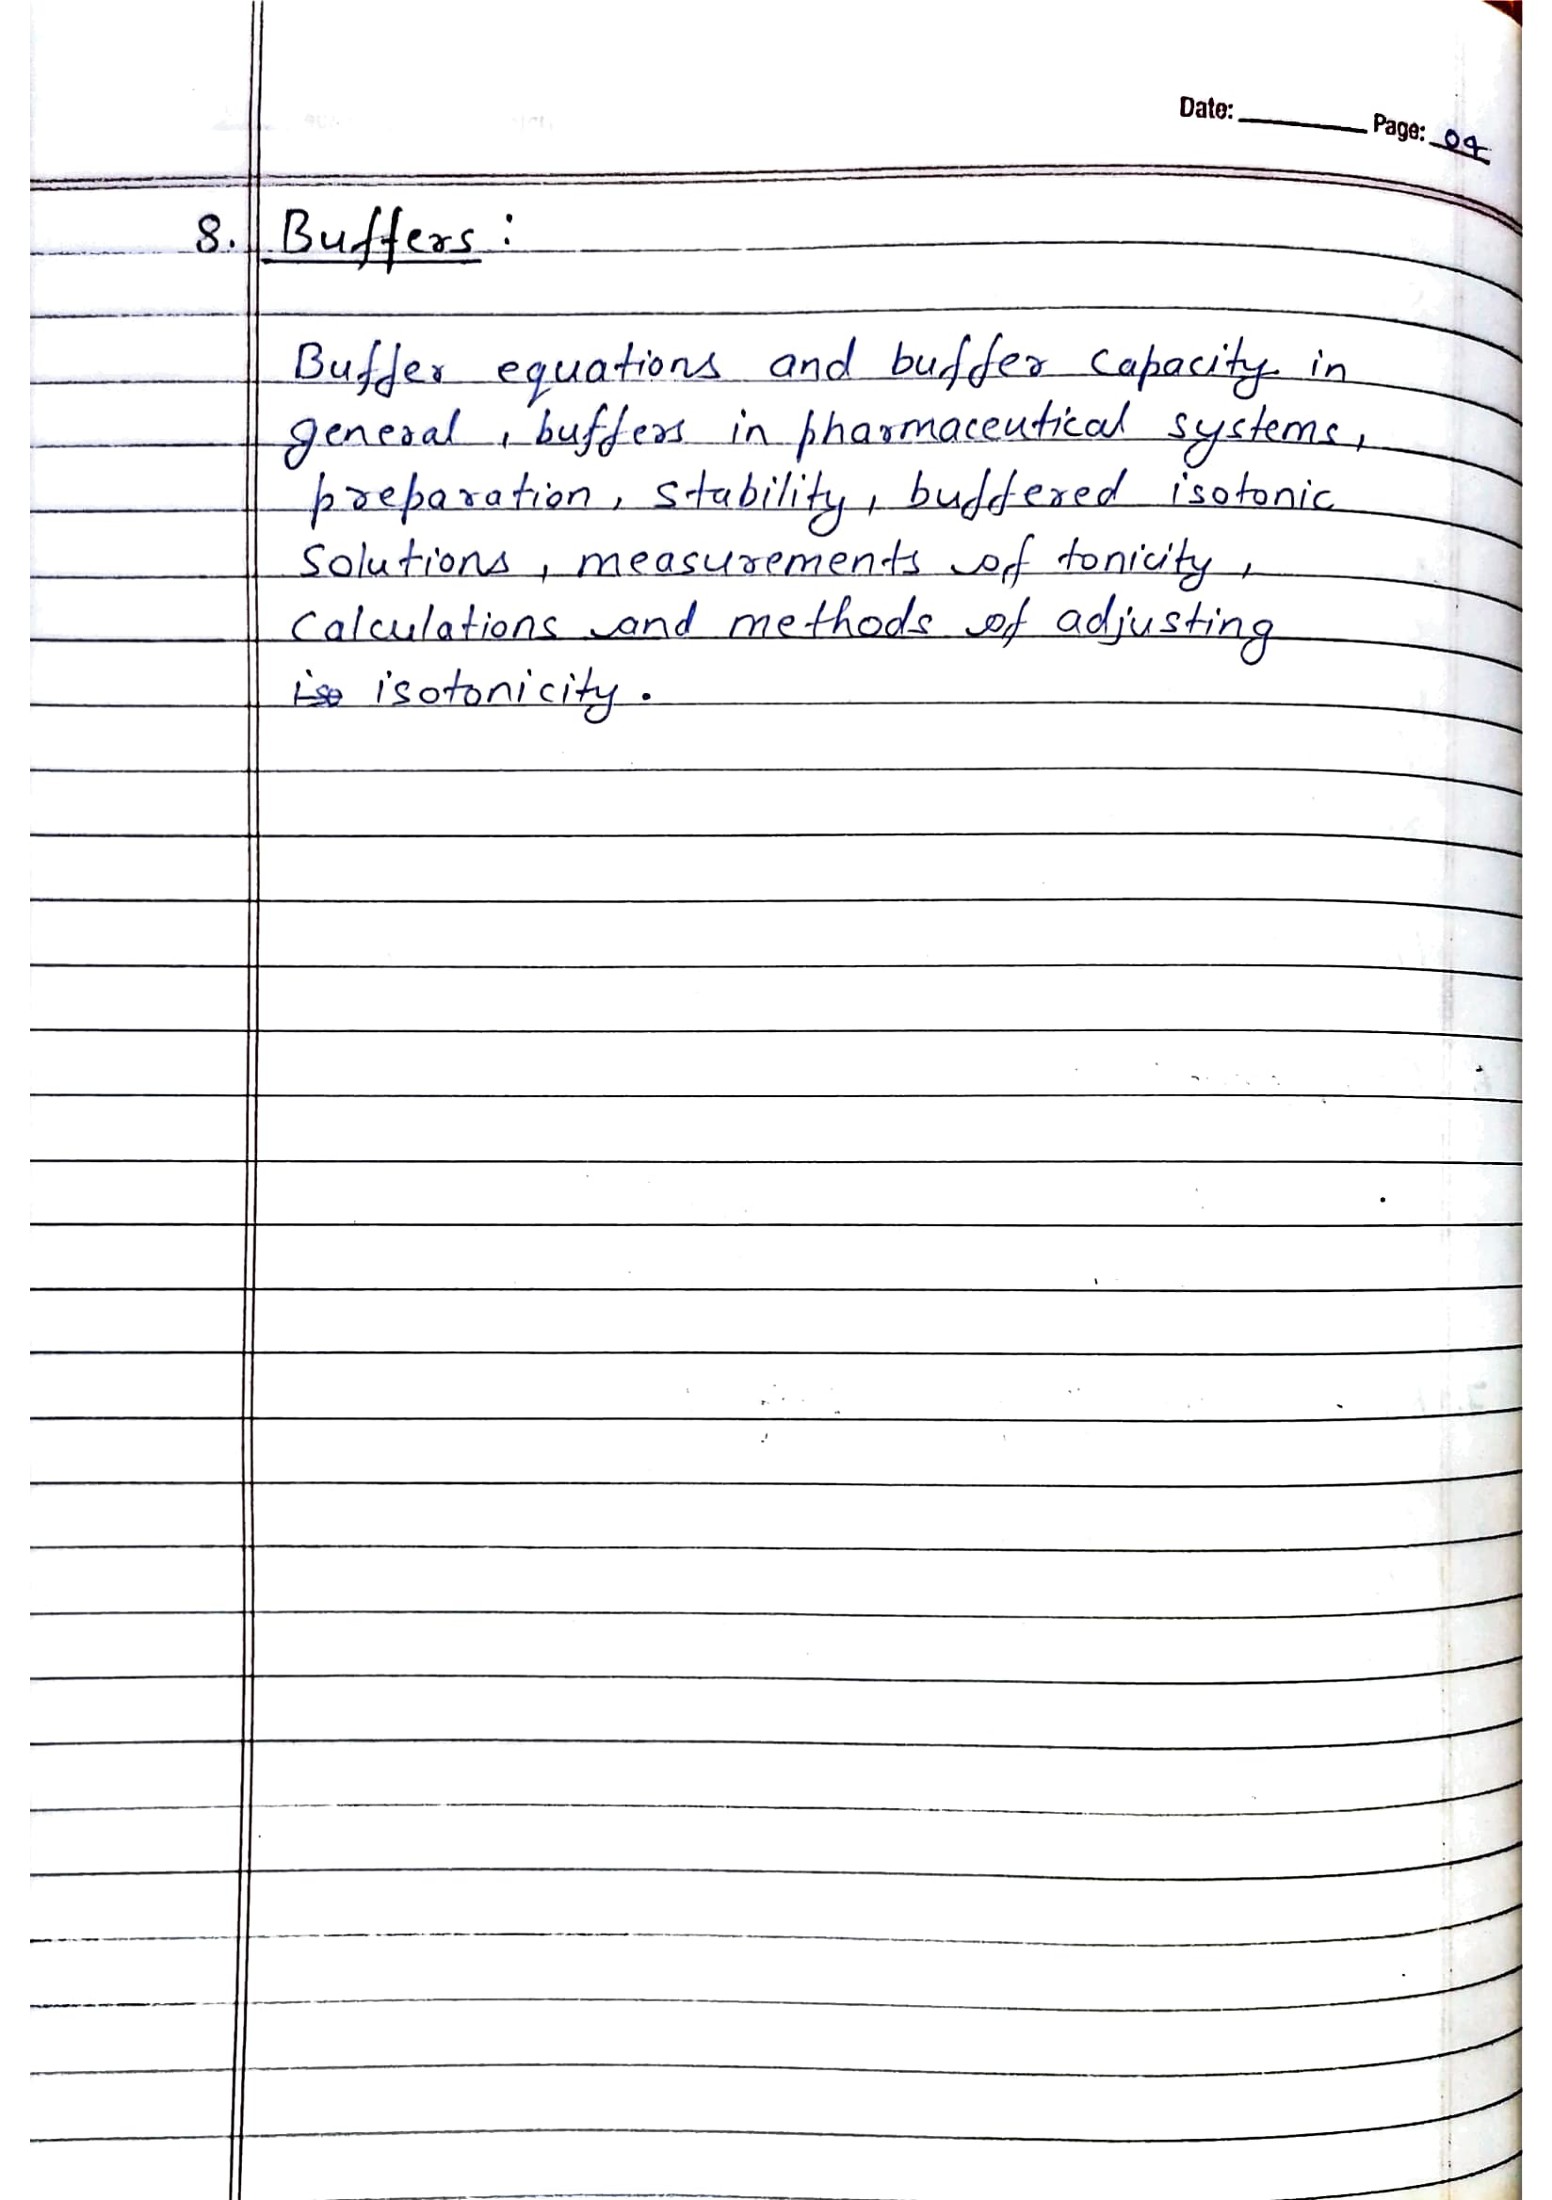 Date: Page: 04
8. Buffers :
Buffer equations and buffer capacity in
general, buffers in pharmaceutical systems,
preparation, stability, buffered isotonic
solutions, measurements of tonicity,
calculations and methods of adjusting
iso isotonicity.